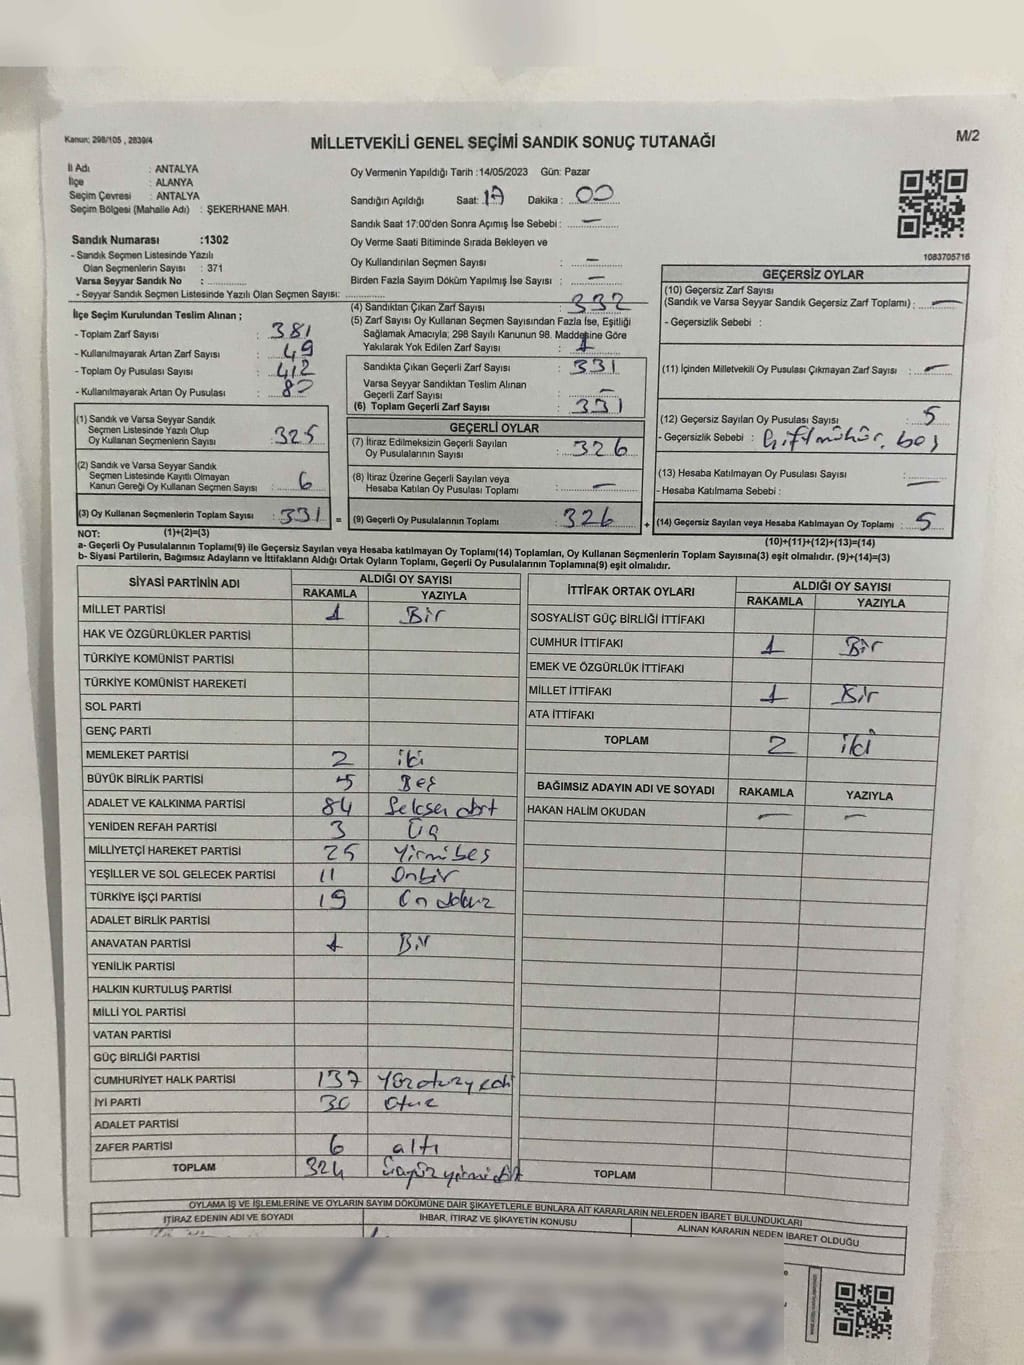 Kanun: 298/105 , 2839/4
MİLLETVEKİLİ GENEL SEÇİMİ SANDIK SONUÇ TUTANAĞI
M/2
İl Adı : ANTALYA
İlçe : ALANYA
Seçim Çevresi : ANTALYA
Seçim Bölgesi (Mahalle Adı) : ŞEKERHANE MAH.
Sandık Numarası :1302
- Sandık Seçmen Listesinde Yazılı
Olan Seçmenlerin Sayısı : 371
Varsa Seyyar Sandık No :
- Seyyar Sandık Seçmen Listesinde Yazılı Olan Seçmen Sayısı:
Oy Vermenin Yapıldığı Tarih :14/05/2023 Gün: Pazar
Sandığın Açıldığı Saat: 17 Dakika : 00
Sandık Saat 17:00'den Sonra Açımış İse Sebebi : —
Oy Verme Saati Bitiminde Sırada Bekleyen ve
Oy Kullandırılan Seçmen Sayısı : —
Birden Fazla Sayım Döküm Yapılmış İse Sayısı : —
1083705716
İlçe Seçim Kurulundan Teslim Alınan ;
- Toplam Zarf Sayısı : 381
- Kullanılmayarak Artan Zarf Sayısı : 49
- Toplam Oy Pusulası Sayısı : 412
- Kullanılmayarak Artan Oy Pusulası : 80
(1) Sandık ve Varsa Seyyar Sandık
Seçmen Listesinde Yazılı Olup
Oy Kullanan Seçmenlerin Sayısı : 325
(2) Sandık ve Varsa Seyyar Sandık
Seçmen Listesinde Kayıtlı Olmayan
Kanun Gereği Oy Kullanan Seçmen Sayısı : 6
(3) Oy Kullanan Seçmenlerin Toplam Sayısı : 331 =
(1)+(2)=(3)
(4) Sandıktan Çıkan Zarf Sayısı : 332
(5) Zarf Sayısı Oy Kullanan Seçmen Sayısından Fazla İse, Eşitliği
Sağlamak Amacıyla; 298 Sayılı Kanunun 98. Maddesine Göre
Yakılarak Yok Edilen Zarf Sayısı : 1
Sandıkta Çıkan Geçerli Zarf Sayısı : 331
Varsa Seyyar Sandıktan Teslim Alınan
Geçerli Zarf Sayısı : —
(6) Toplam Geçerli Zarf Sayısı : 331
GEÇERLİ OYLAR
(7) İtiraz Edilmeksizin Geçerli Sayılan
Oy Pusulalarının Sayısı : 326
(8) İtiraz Üzerine Geçerli Sayılan veya
Hesaba Katılan Oy Pusulası Toplamı : —
(9) Geçerli Oy Pusulalarının Toplamı : 326 +
GEÇERSİZ OYLAR
(10) Geçersiz Zarf Sayısı
(Sandık ve Varsa Seyyar Sandık Geçersiz Zarf Toplamı) : —
- Geçersizlik Sebebi :
(11) İçinden Milletvekili Oy Pusulası Çıkmayan Zarf Sayısı : —
(12) Geçersiz Sayılan Oy Pusulası Sayısı : 5
- Geçersizlik Sebebi : Çift mühür, boş
(13) Hesaba Katılmayan Oy Pusulası Sayısı
- Hesaba Katılmama Sebebi : —
(14) Geçersiz Sayılan veya Hesaba Katılmayan Oy Toplamı : 5
(10)+(11)+(12)+(13)=(14)
NOT:
a- Geçerli Oy Pusulalarının Toplamı(9) ile Geçersiz Sayılan veya Hesaba katılmayan Oy Toplamı(14) Toplamları, Oy Kullanan Seçmenlerin Toplam Sayısına(3) eşit olmalıdır. (9)+(14)=(3)
b- Siyasi Partilerin, Bağımsız Adayların ve İttifakların Aldığı Ortak Oyların Toplamı, Geçerli Oy Pusulalarının Toplamına(9) eşit olmalıdır.
SİYASİ PARTİNİN ADI ALDIĞI OY SAYISI
RAKAMLA YAZIYLA
MİLLET PARTİSİ 1 Bir
HAK VE ÖZGÜRLÜKLER PARTİSİ
TÜRKİYE KOMÜNİST PARTİSİ
TÜRKİYE KOMÜNİST HAREKETİ
SOL PARTİ
GENÇ PARTİ
MEMLEKET PARTİSİ 2 iki
BÜYÜK BİRLİK PARTİSİ 5 Beş
ADALET VE KALKINMA PARTİSİ 84 Seksen dört
YENİDEN REFAH PARTİSİ 3 Üç
MİLLİYETÇİ HAREKET PARTİSİ 25 Yirmibeş
YEŞİLLER VE SOL GELECEK PARTİSİ 11 Onbir
TÜRKİYE İŞÇİ PARTİSİ 19 On dokuz
ADALET BİRLİK PARTİSİ
ANAVATAN PARTİSİ 1 Bir
YENİLİK PARTİSİ
HALKIN KURTULUŞ PARTİSİ
MİLLİ YOL PARTİSİ
VATAN PARTİSİ
GÜÇ BİRLİĞİ PARTİSİ
CUMHURİYET HALK PARTİSİ 137 Yüzotuzyedi
İYİ PARTİ 30 Otuz
ADALET PARTİSİ
ZAFER PARTİSİ 6 altı
TOPLAM 324 Üçyüzyirmidört
İTTİFAK ORTAK OYLARI ALDIĞI OY SAYISI
RAKAMLA YAZIYLA
SOSYALİST GÜÇ BİRLİĞİ İTTİFAKI
CUMHUR İTTİFAKI 1 Bir
EMEK VE ÖZGÜRLÜK İTTİFAKI
MİLLET İTTİFAKI 1 Bir
ATA İTTİFAKI
TOPLAM 2 iki
BAĞIMSIZ ADAYIN ADI VE SOYADI RAKAMLA YAZIYLA
HAKAN HALİM OKUDAN — —
TOPLAM
OYLAMA İŞ VE İŞLEMLERİNE VE OYLARIN SAYIM DÖKÜMÜNE DAİR ŞİKAYETLERLE BUNLARA AİT KARARLARIN NELERDEN İBARET BULUNDUKLARI
İTİRAZ EDENİN ADI VE SOYADI İHBAR, İTİRAZ VE ŞİKAYETİN KONUSU ALINAN KARARIN NEDEN İBARET OLDUĞU